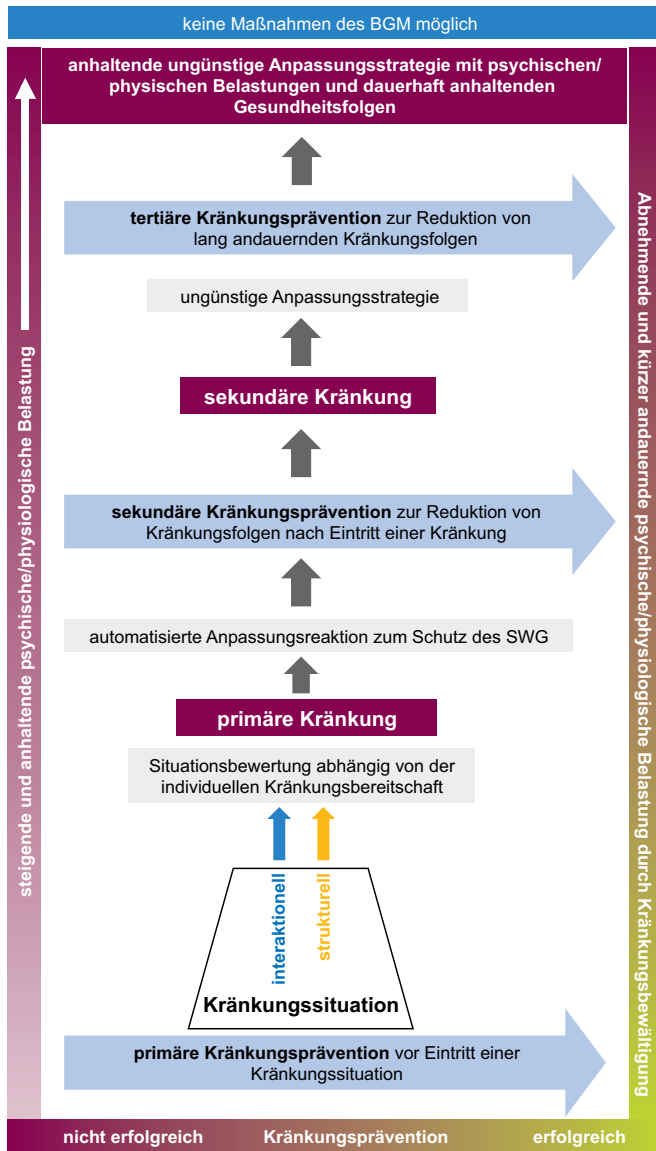 keine Maßnahmen des BGM möglich
anhaltende ungünstige Anpassungsstrategie mit psychischen/
physischen Belastungen und dauerhaft anhaltenden
Gesundheitsfolgen
tertiäre Kränkungsprävention zur Reduktion von
lang andauernden Kränkungsfolgen
ungünstige Anpassungsstrategie
sekundäre Kränkung
sekundäre Kränkungsprävention zur Reduktion von
Kränkungsfolgen nach Eintritt einer Kränkung
automatisierte Anpassungsreaktion zum Schutz des SWG
primäre Kränkung
Situationsbewertung abhängig von der
individuellen Kränkungsbereitschaft
interaktionell
strukturell
Kränkungssituation
primäre Kränkungsprävention vor Eintritt einer
Kränkungssituation
steigende und anhaltende psychische/physiologische Belastung
Abnehmende und kürzer andauernde psychische/physiologische Belastung durch Kränkungsbewältigung
nicht erfolgreich Kränkungsprävention erfolgreich